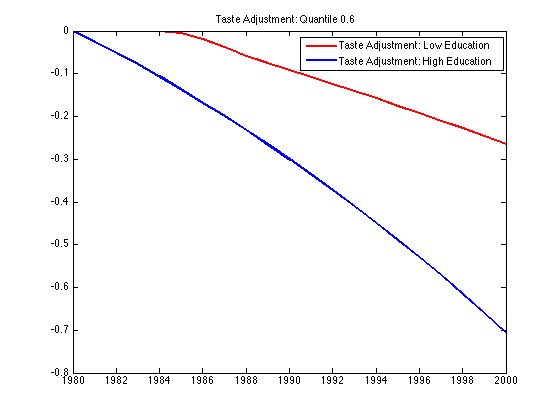 Taste Adjustment: Quantile 0.6
Taste Adjustment: Low Education
Taste Adjustment: High Education
0
-0.1
-0.2
-0.3
-0.4
-0.5
-0.6
-0.7
-0.8
1980 1982 1984 1986 1988 1990 1992 1994 1996 1998 2000